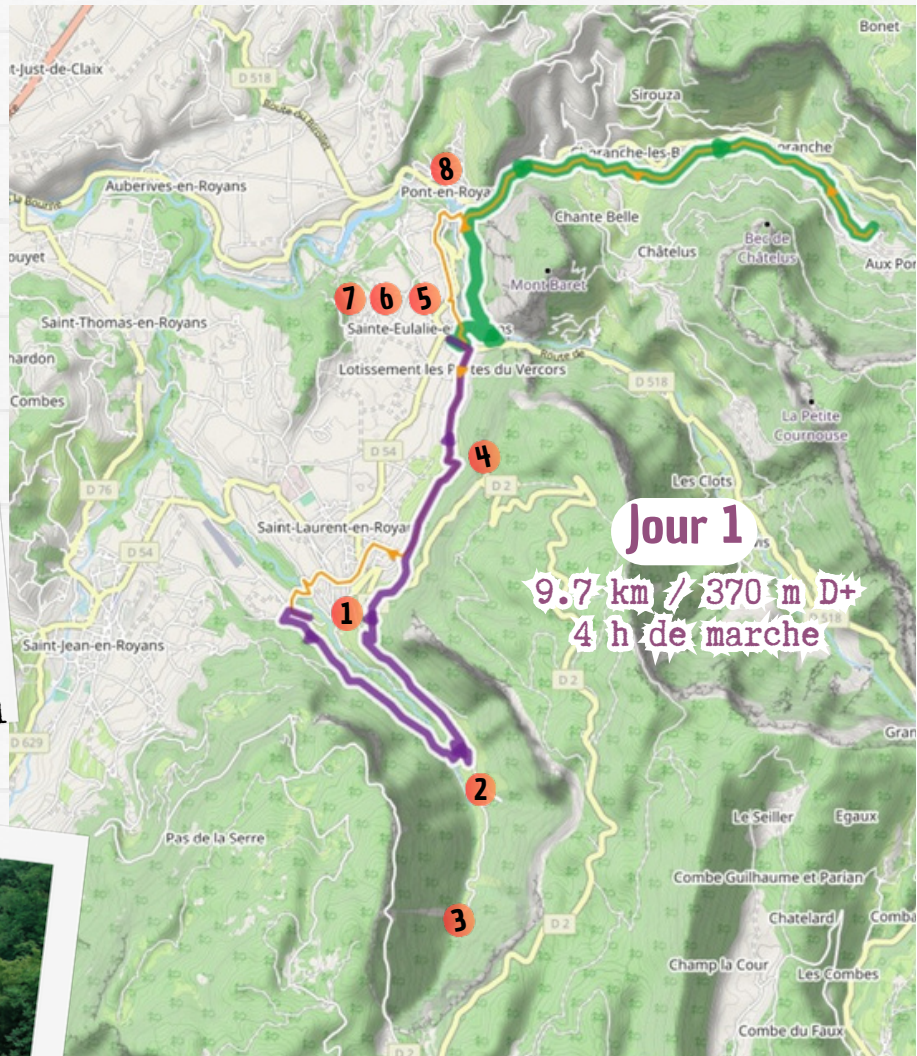 Bonet
t-Just-de-Claix
D 518
Sirouza
Auberives-en-Royans
8
Pont-en-Roya
Chante Belle
Bec de
Châtelus
Châtelus
ouyet
Aux Por
Mont Baret
7 6 5
Saint-Thomas-en-Royans
Sainte-Eulalie-e
ns
Route de
hardon
Lotissement les P
tes du Vercors
D 518
Combes
La Petite
Cournouse
D 54
4
D 76
D 2
Les Clots
Saint-Laurent-en-Royan
Jour 1
D 54
9.7 km / 370 m D+
1
4 h de marche
518
Saint-Jean-en-Royans
D 2
D 629
Gran
2
Le Seiller
Egaux
Pas de la Serre
Combe Guilhaume et Parian
3
D 2
Chatelard
Comba
Champ la Cour
Les Combes
Combe du Faux
D 2